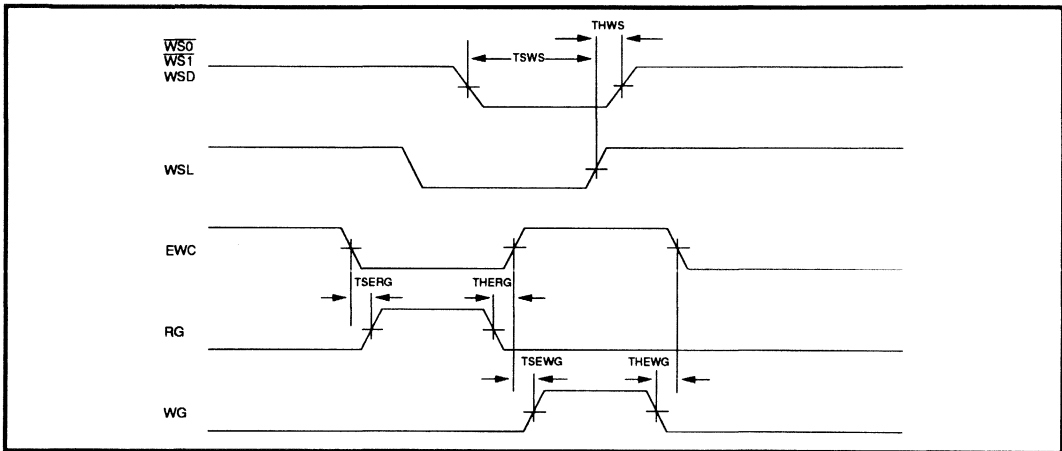 THWS
WS0
WS1
TSWS
WSD
WSL
EWC
TSERG
THERG
RG
TSEWG
THEWG
WG